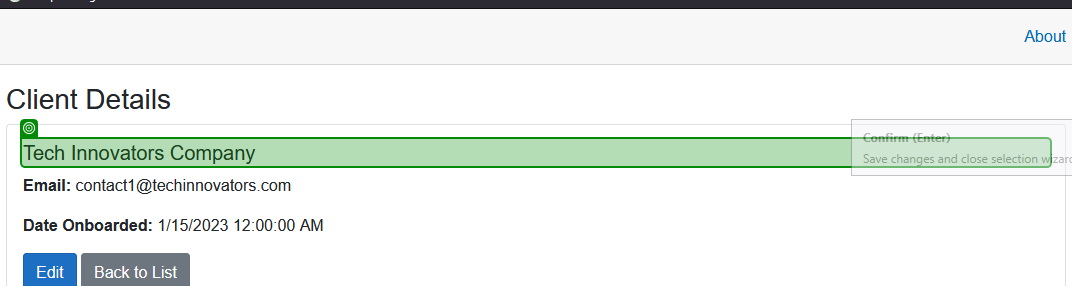 About
Client Details
Tech Innovators Company
Confirm (Enter)
Save changes and close selection wizard
Email: contact1@techinnovators.com
Date Onboarded: 1/15/2023 12:00:00 AM
Edit
Back to List